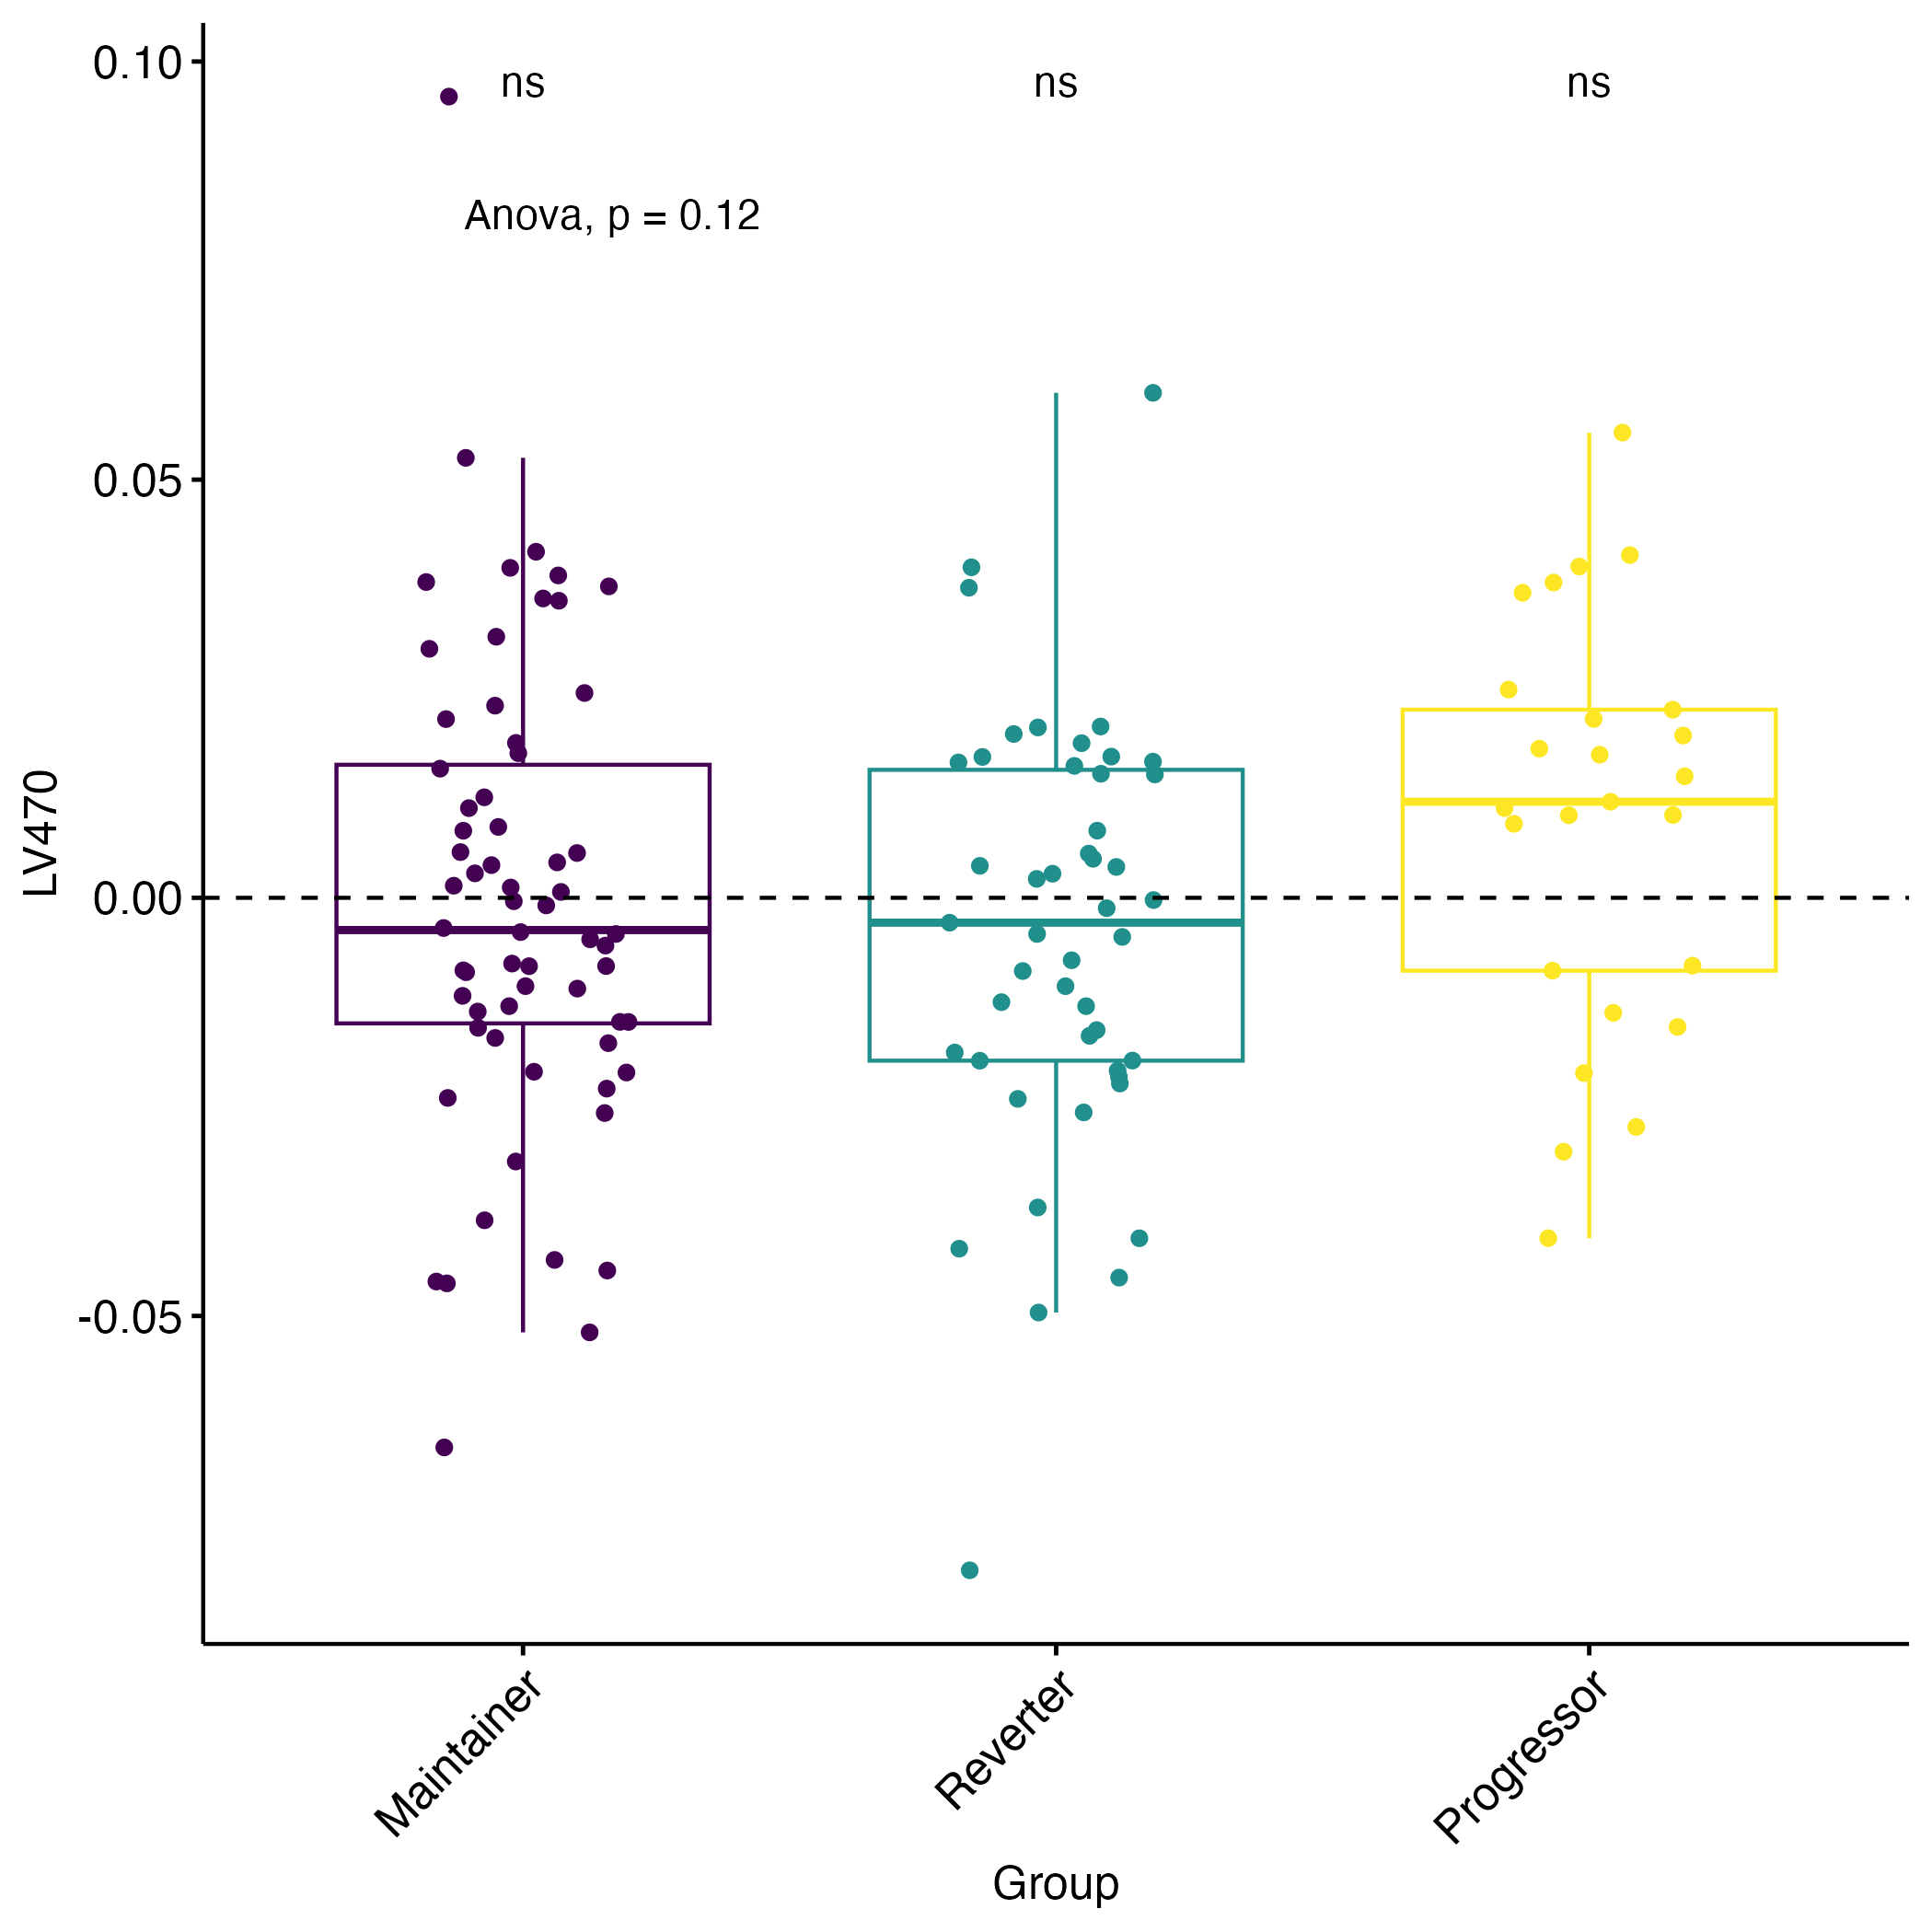 0.10
ns
ns
ns
Anova, p = 0.12
0.05
LV470
0.00
-0.05
Maintainer
Reverter
Progressor
Group